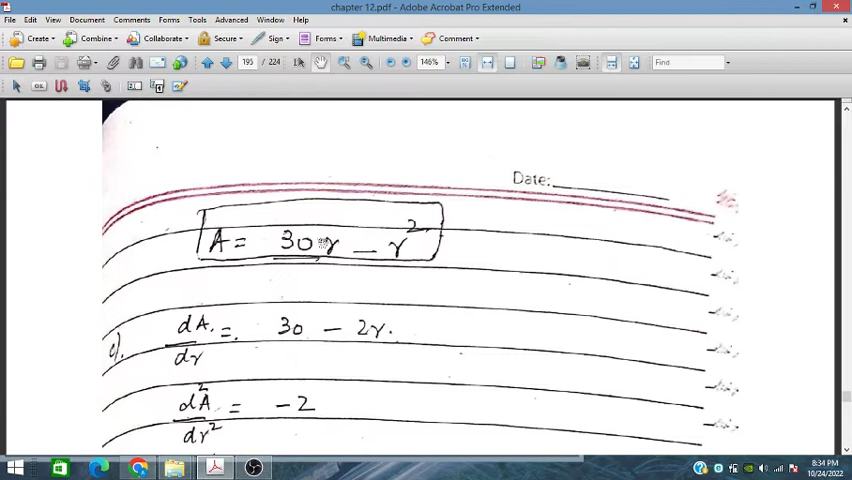 chapter 12.pdf - Adobe Acrobat Pro Extended
File Edit View Document Comments Forms Tools Advanced Window Help
Create Combine Collaborate Secure Sign Forms Multimedia Comment
195 / 224 146% Find
Date:
A = 30r - r²
c). dA/dr = 30 - 2r.
d²A/dr² = -2
8:34 PM
10/24/2022